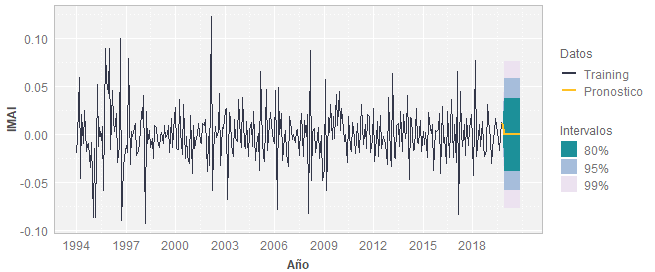 0.10
0.05
0.00
-0.05
-0.10
IMAI
1994
1997
2000
2003
2006
2009
2012
2015
2018
Año
Datos
Training
Pronostico
Intervalos
80%
95%
99%